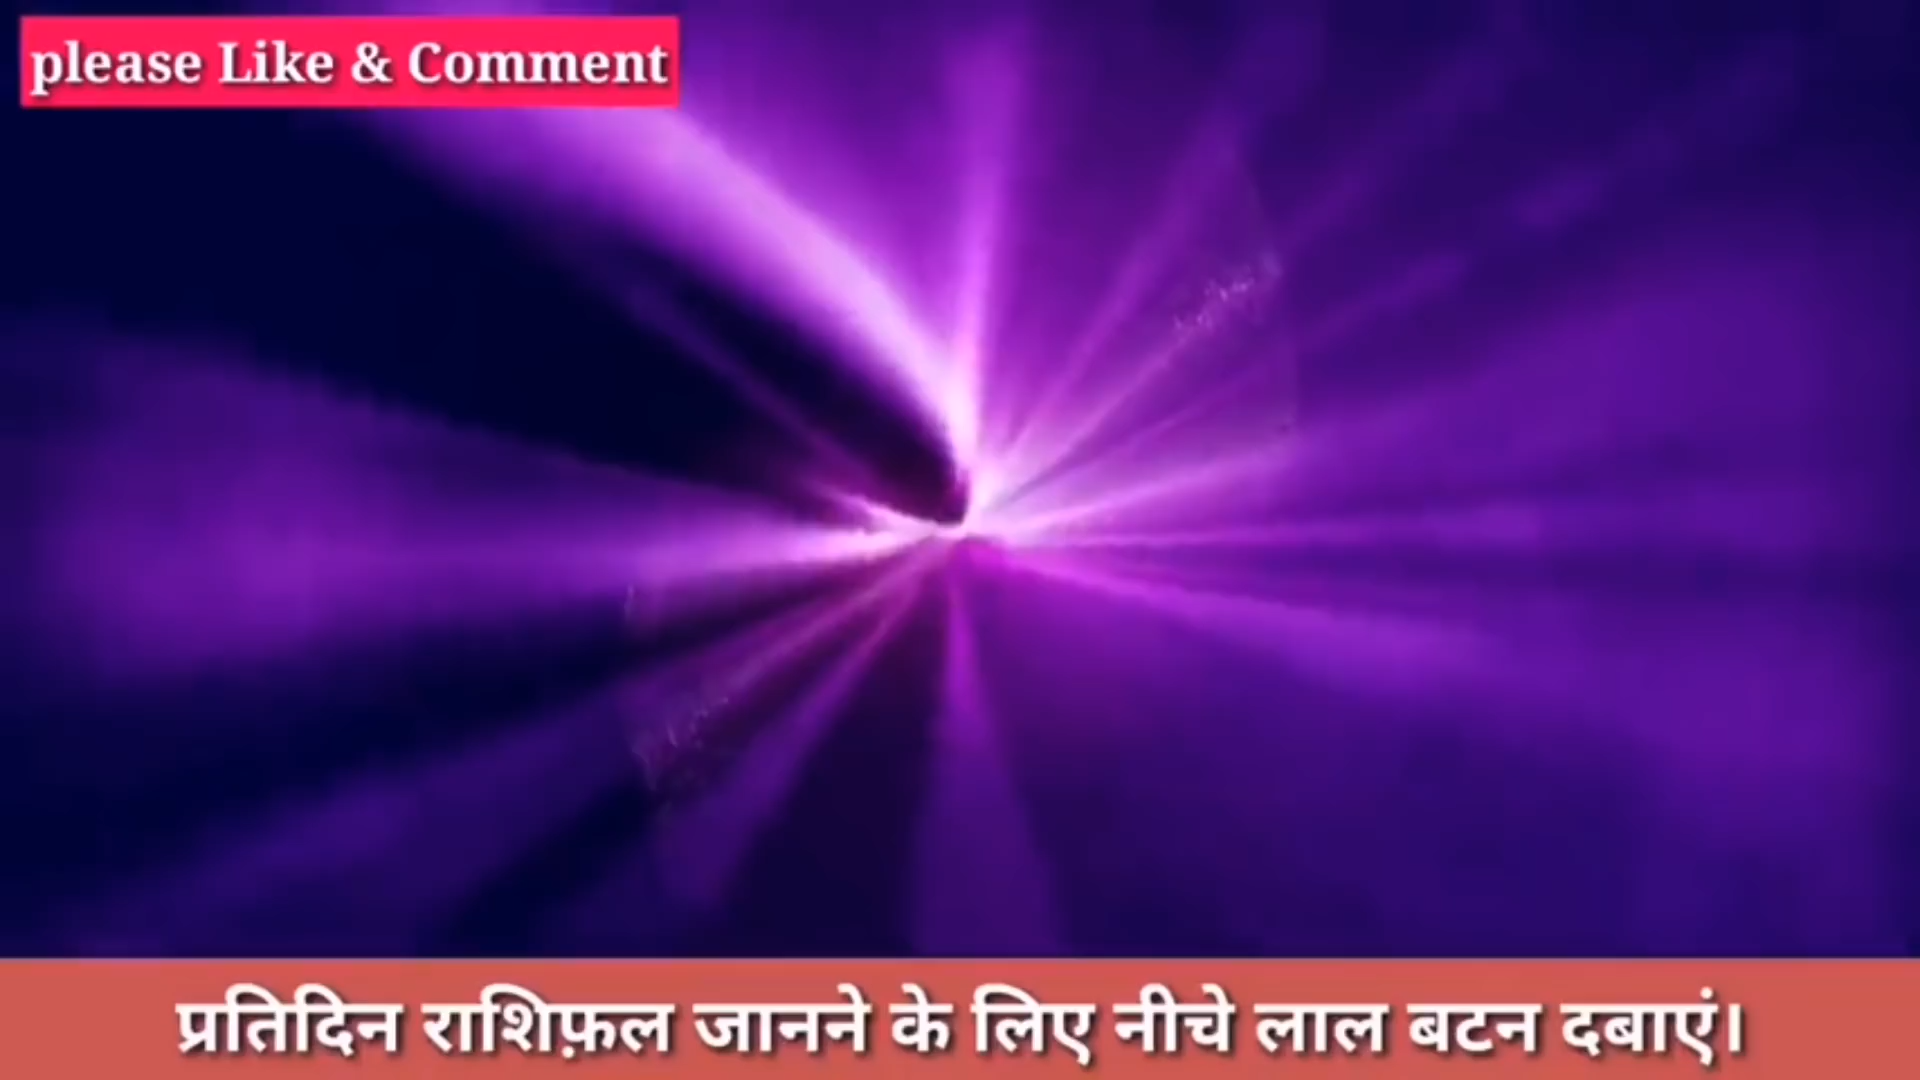 please Like & Comment
प्रतिदिन राशिफ़ल जानने के लिए नीचे लाल बटन दबाएं।